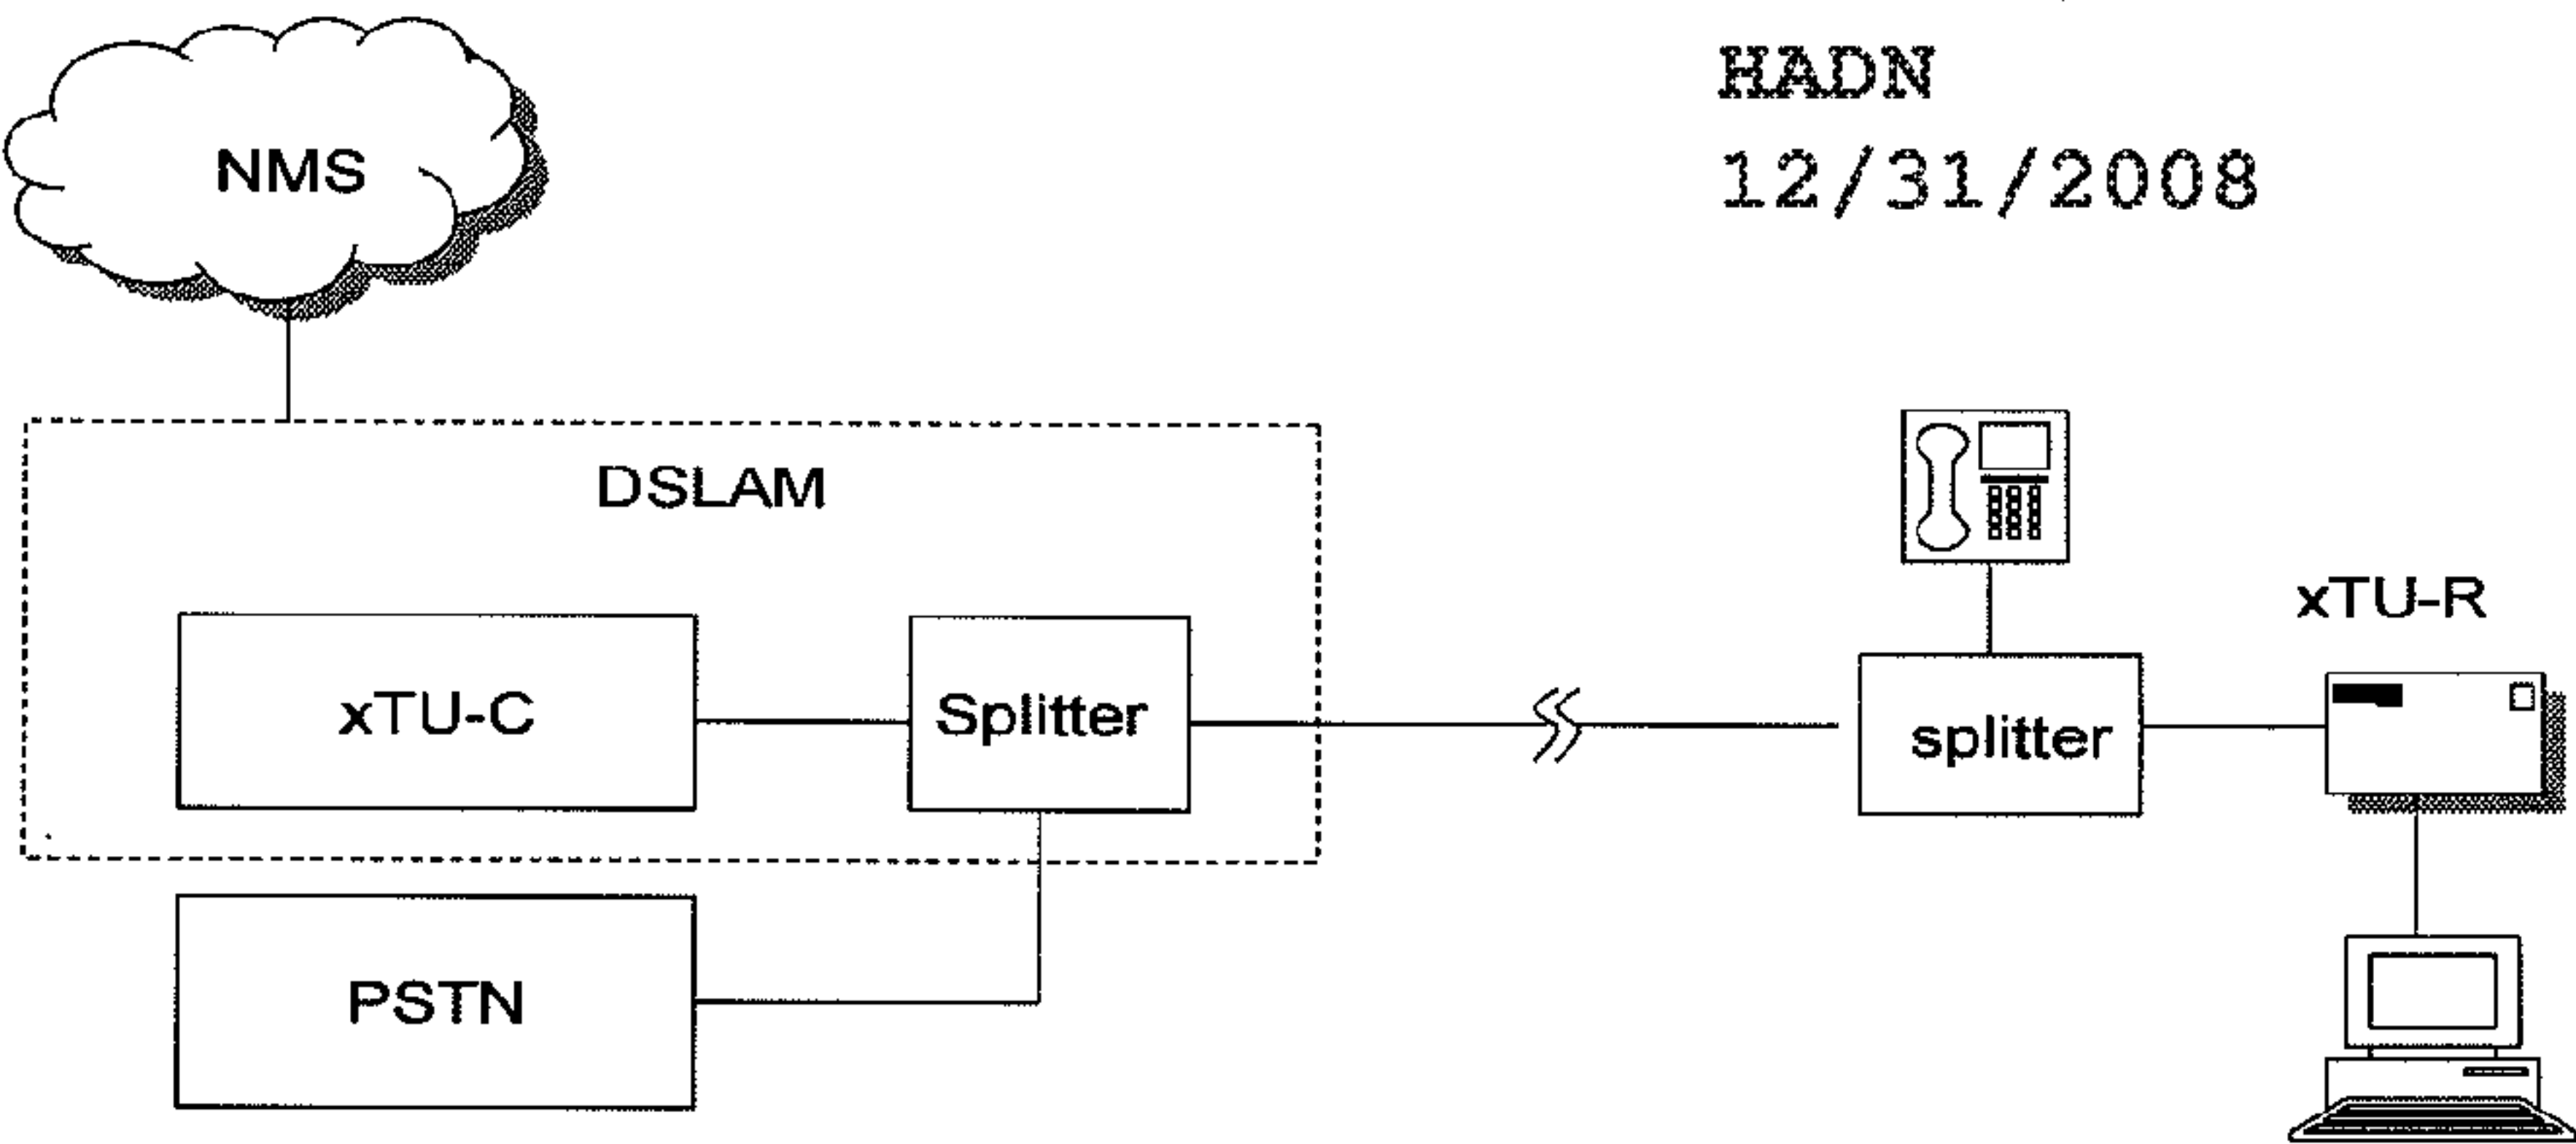 HADN
12/31/2008
NMS
DSLAM
xTU-C
Splitter
splitter
xTU-R
PSTN